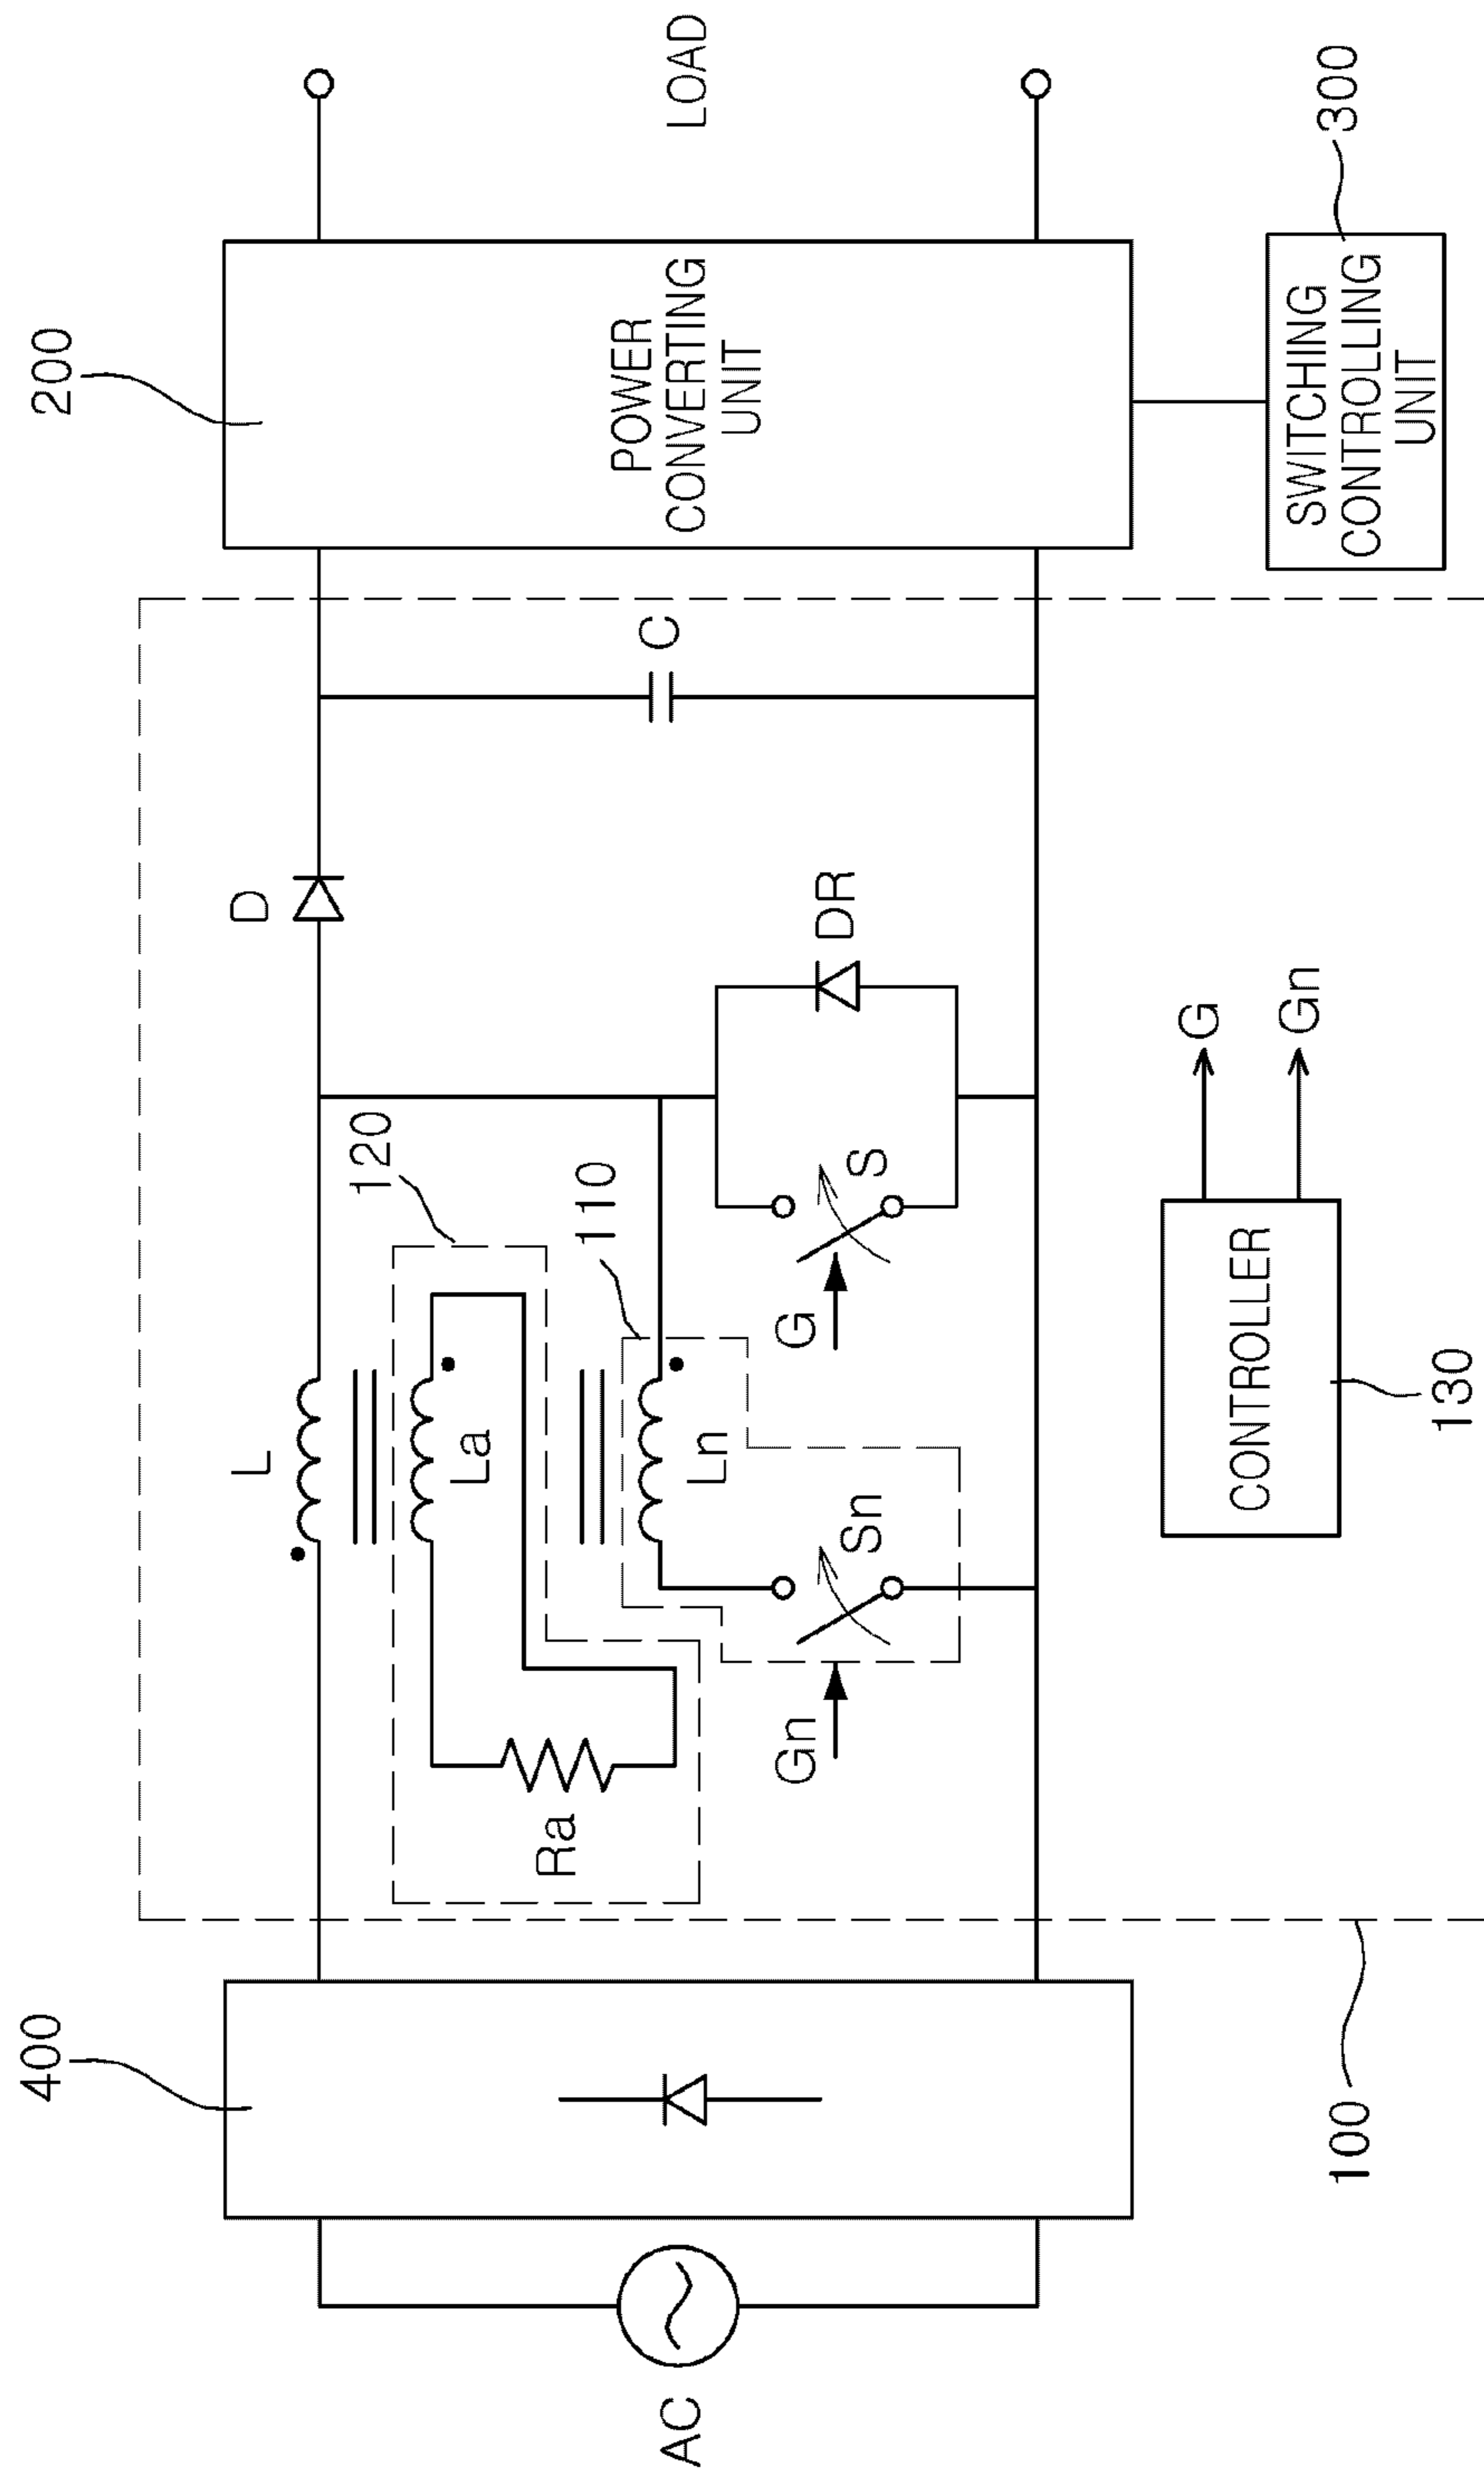 400
200
AC
L
120
D
La
Ra
110
Ln
Gn
Sn
G
S
DR
C
POWER
CONVERTING
UNIT
LOAD
100
CONTROLLER
130
G
Gn
SWITCHING
CONTROLLING
UNIT
300